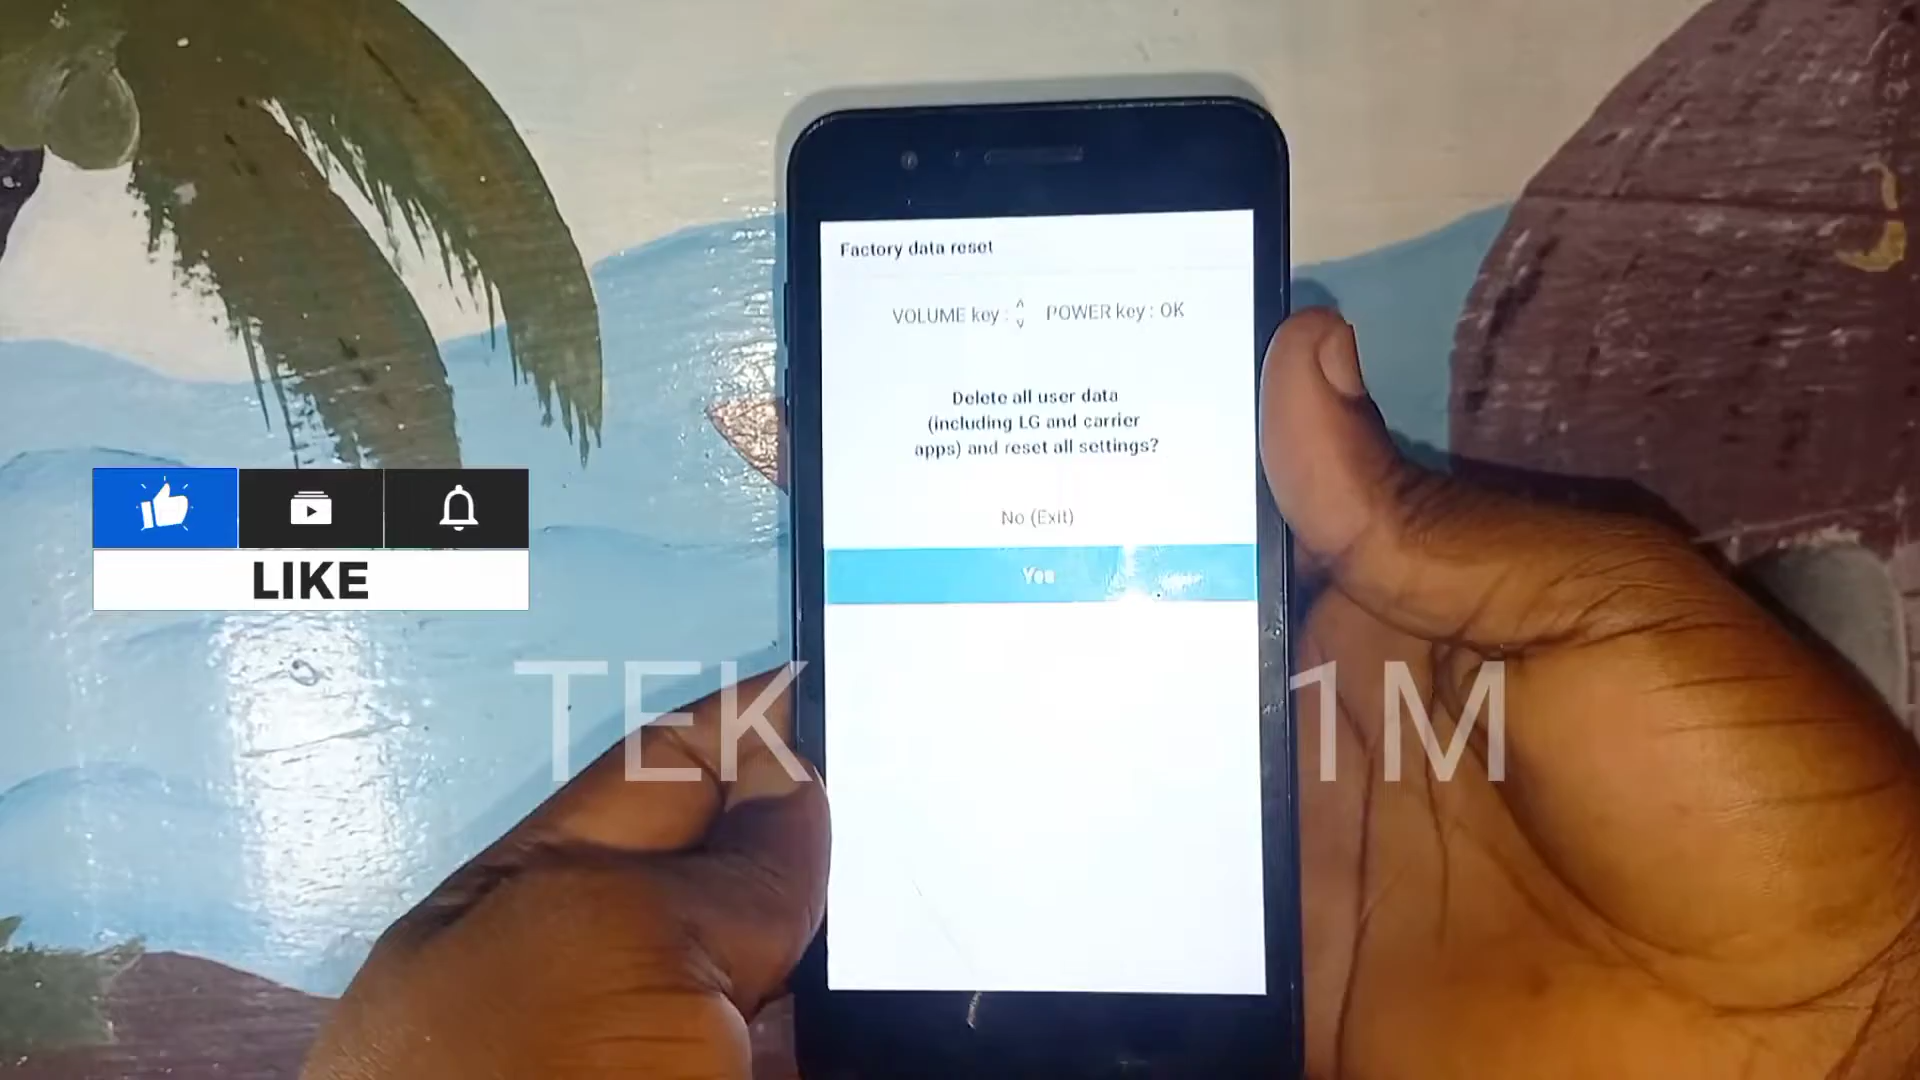 Factory data reset
VOLUME key : POWER key : OK
Delete all user data
(including LG and carrier
apps) and reset all settings?
No (Exit)
Yes
LIKE
TEK 1M